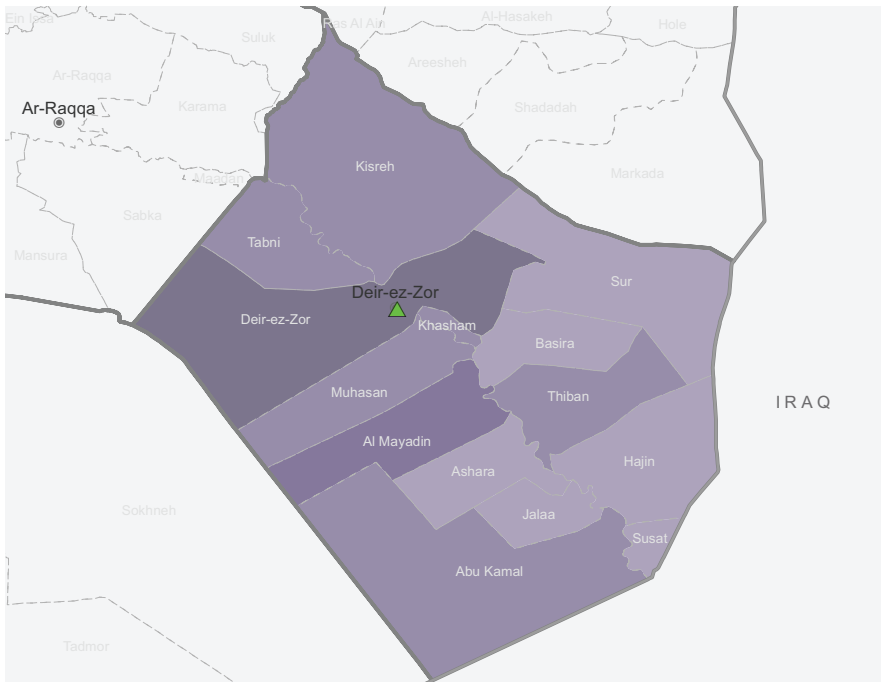 Ein Issa
Ras Al Ain
Al-Hasakeh
Hole
Suluk
Areesheh
Ar-Raqqa
Ar-Raqqa
Karama
Shadadah
Kisreh
Markada
Maadan
Sabka
Tabni
Mansura
Sur
Deir-ez-Zor
Deir-ez-Zor
Khasham
Basira
Muhasan
Thiban
IRAQ
Al Mayadin
Ashara
Hajin
Sokhneh
Jalaa
Susat
Abu Kamal
Tadmor